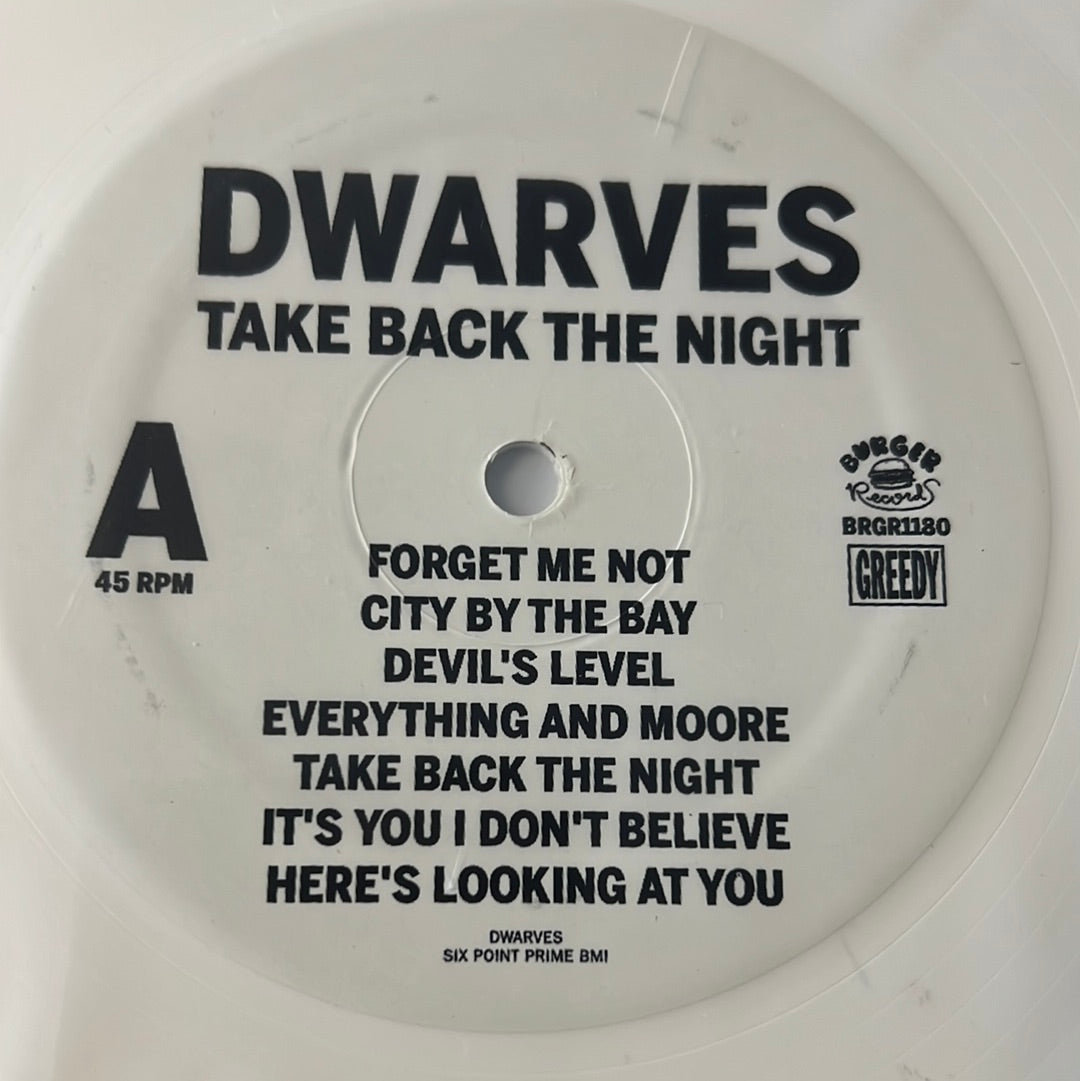 DWARVES
TAKE BACK THE NIGHT
A
45 RPM
BURGER
Records
BRGR1180
GREEDY
FORGET ME NOT
CITY BY THE BAY
DEVIL'S LEVEL
EVERYTHING AND MOORE
TAKE BACK THE NIGHT
IT'S YOU I DON'T BELIEVE
HERE'S LOOKING AT YOU
DWARVES
SIX POINT PRIME BMI